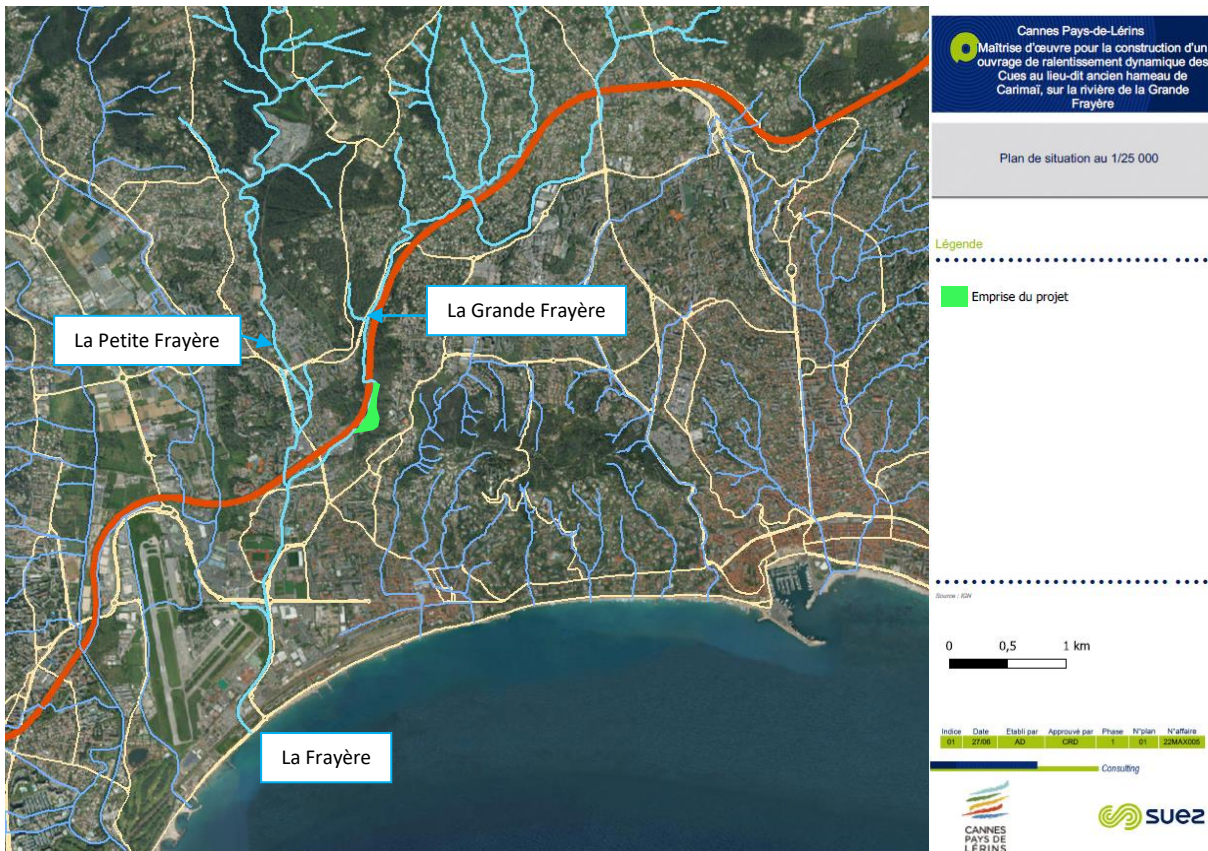 La Grande Frayère
La Petite Frayère
La Frayère
Cannes Pays-de-Lérins
Maîtrise d'œuvre pour la construction d'un
ouvrage de ralentissement dynamique des
Cues au lieu-dit ancien hameau de
Carimaï, sur la rivière de la Grande
Frayère
Plan de situation au 1/25 000
Légende
Emprise du projet
Source : IGN
0 0,5 1 km
Indice Date Etabli par Approuvé par Phase N°plan N°affaire
01 27/06 AD CRD 1 01 22MAX005
Consulting
CANNES
PAYS DE
LÉRINS
suez